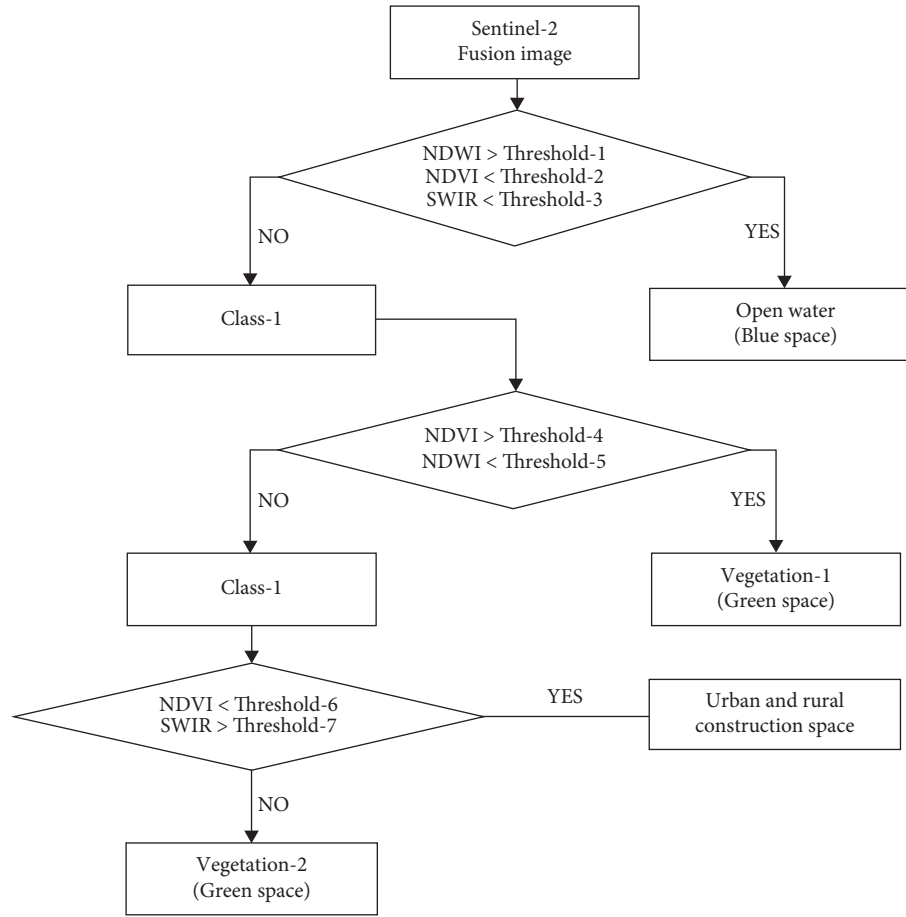 Sentinel-2
Fusion image
NDWI > Threshold-1
NDVI < Threshold-2
SWIR < Threshold-3
NO
YES
Class-1
Open water
(Blue space)
NDVI > Threshold-4
NDWI < Threshold-5
NO
YES
Class-1
Vegetation-1
(Green space)
NDVI < Threshold-6
SWIR > Threshold-7
YES
Urban and rural
construction space
NO
Vegetation-2
(Green space)